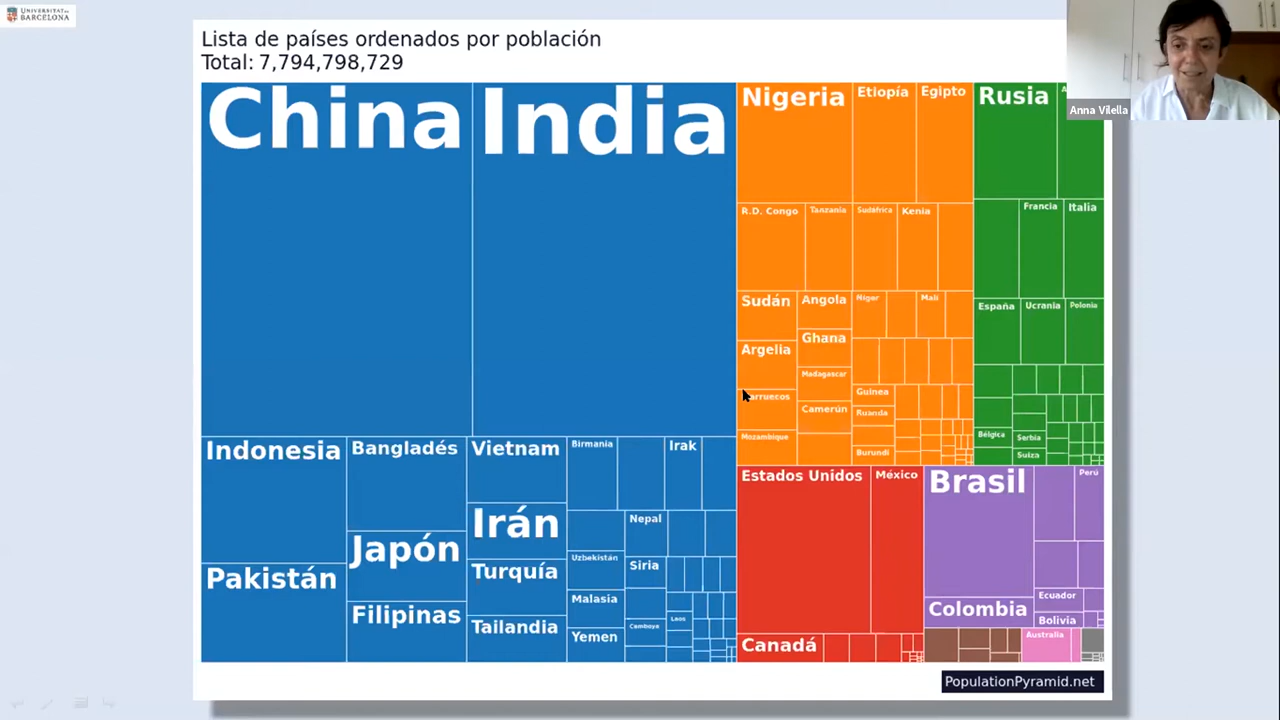 UNIVERSITAT DE
BARCELONA
Lista de países ordenados por población
Total: 7,794,798,729
Anna Vilella
China
India
Nigeria
Etiopía
Egipto
Rusia
R.D. Congo
Tanzania
Sudáfrica
Kenia
Francia
Italia
Sudán
Angola
Níger
Malí
España
Ucrania
Polonia
Argelia
Ghana
Madagascar
Camerún
Guinea
Ruanda
Burundi
Mozambique
Bélgica
Serbia
Suiza
Indonesia
Bangladés
Vietnam
Birmania
Irak
Pakistán
Japón
Filipinas
Irán
Turquía
Tailandia
Nepal
Uzbekistán
Siria
Malasia
Camboya
Laos
Yemen
Estados Unidos
México
Canadá
Brasil
Perú
Colombia
Ecuador
Bolivia
Australia
PopulationPyramid.net